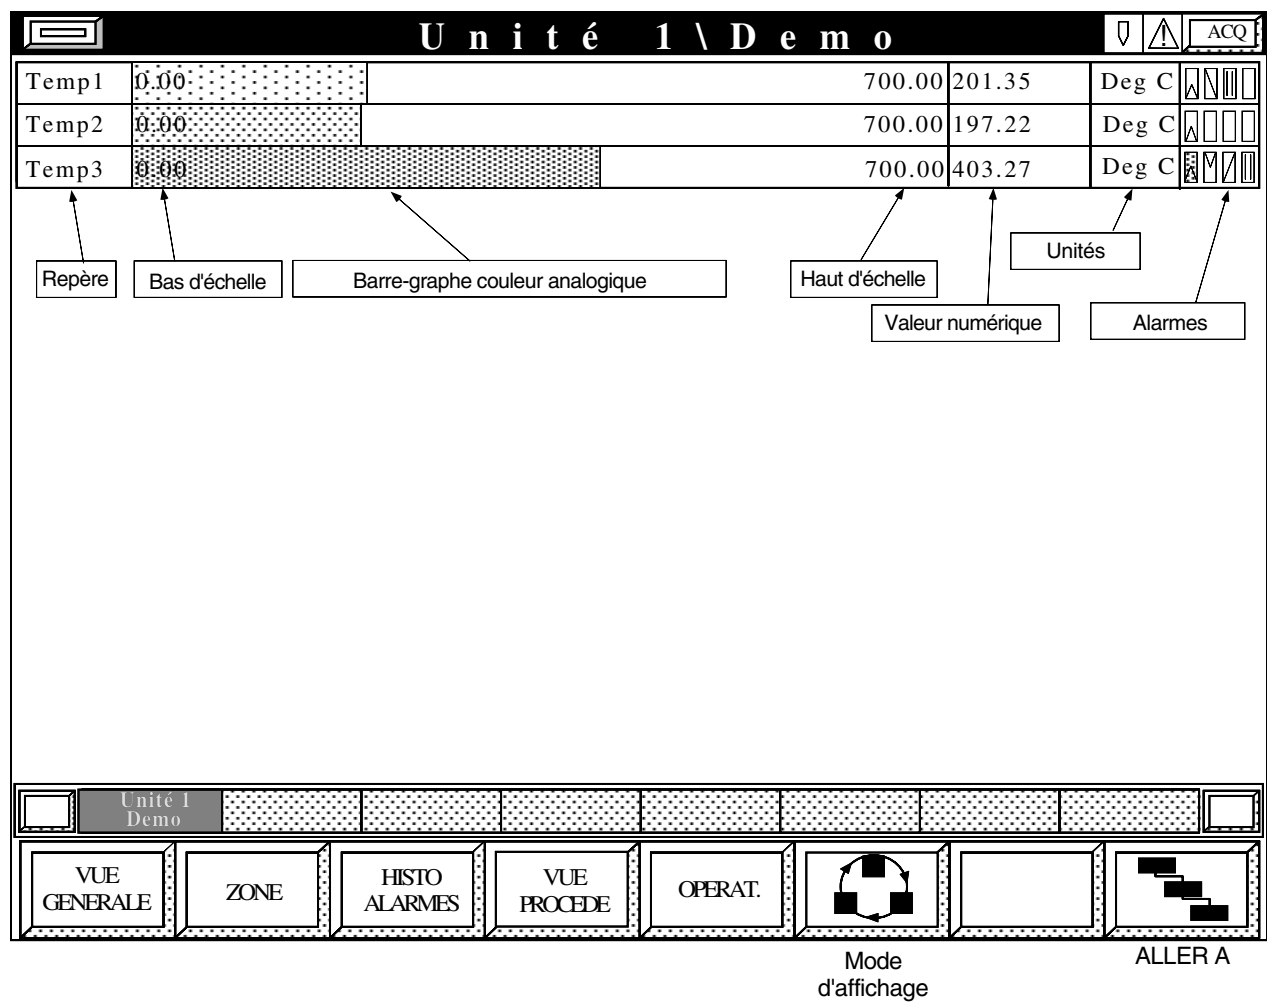 Unité 1\Demo
ACQ
Temp1 0.00 700.00 201.35 Deg C
Temp2 0.00 700.00 197.22 Deg C
Temp3 0.00 700.00 403.27 Deg C
Unités
Repère
Bas d'échelle
Barre-graphe couleur analogique
Haut d'échelle
Valeur numérique
Alarmes
Unité 1
Demo
VUE
GENERALE
ZONE
HISTO
ALARMES
VUE
PROCEDE
OPERAT.
Mode
d'affichage
ALLER A